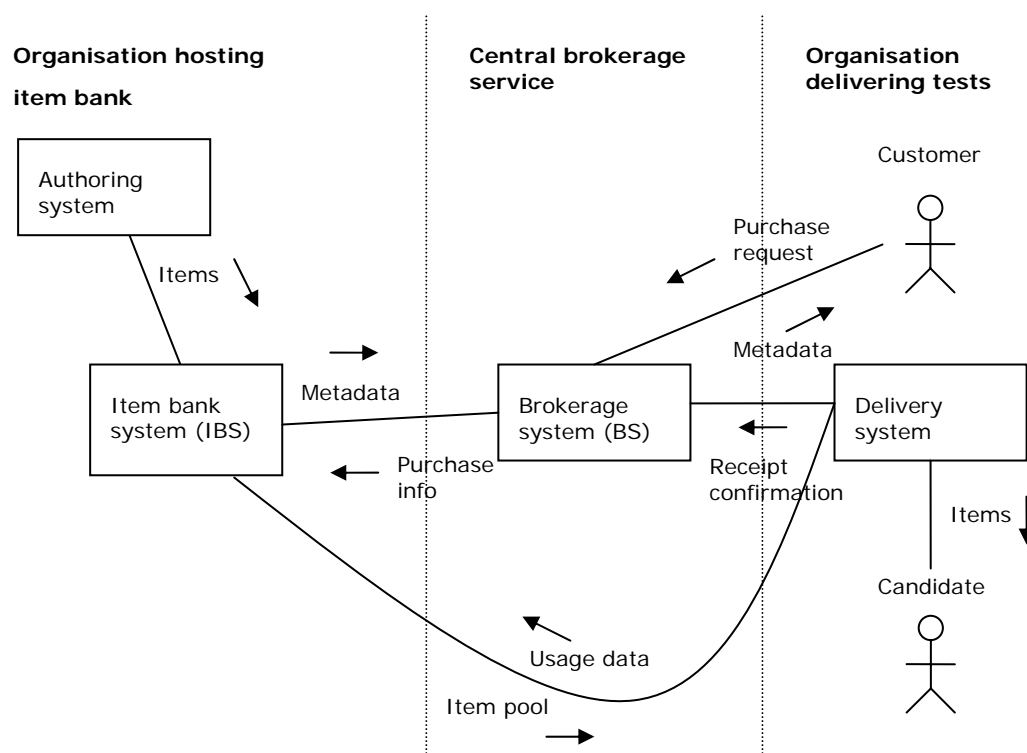 Organisation hosting
item bank
Central brokerage
service
Organisation
delivering tests
Authoring
system
Customer
Purchase
request
Items
Metadata
Metadata
Item bank
system (IBS)
Brokerage
system (BS)
Delivery
system
Purchase
info
Receipt
confirmation
Items
Candidate
Usage data
Item pool